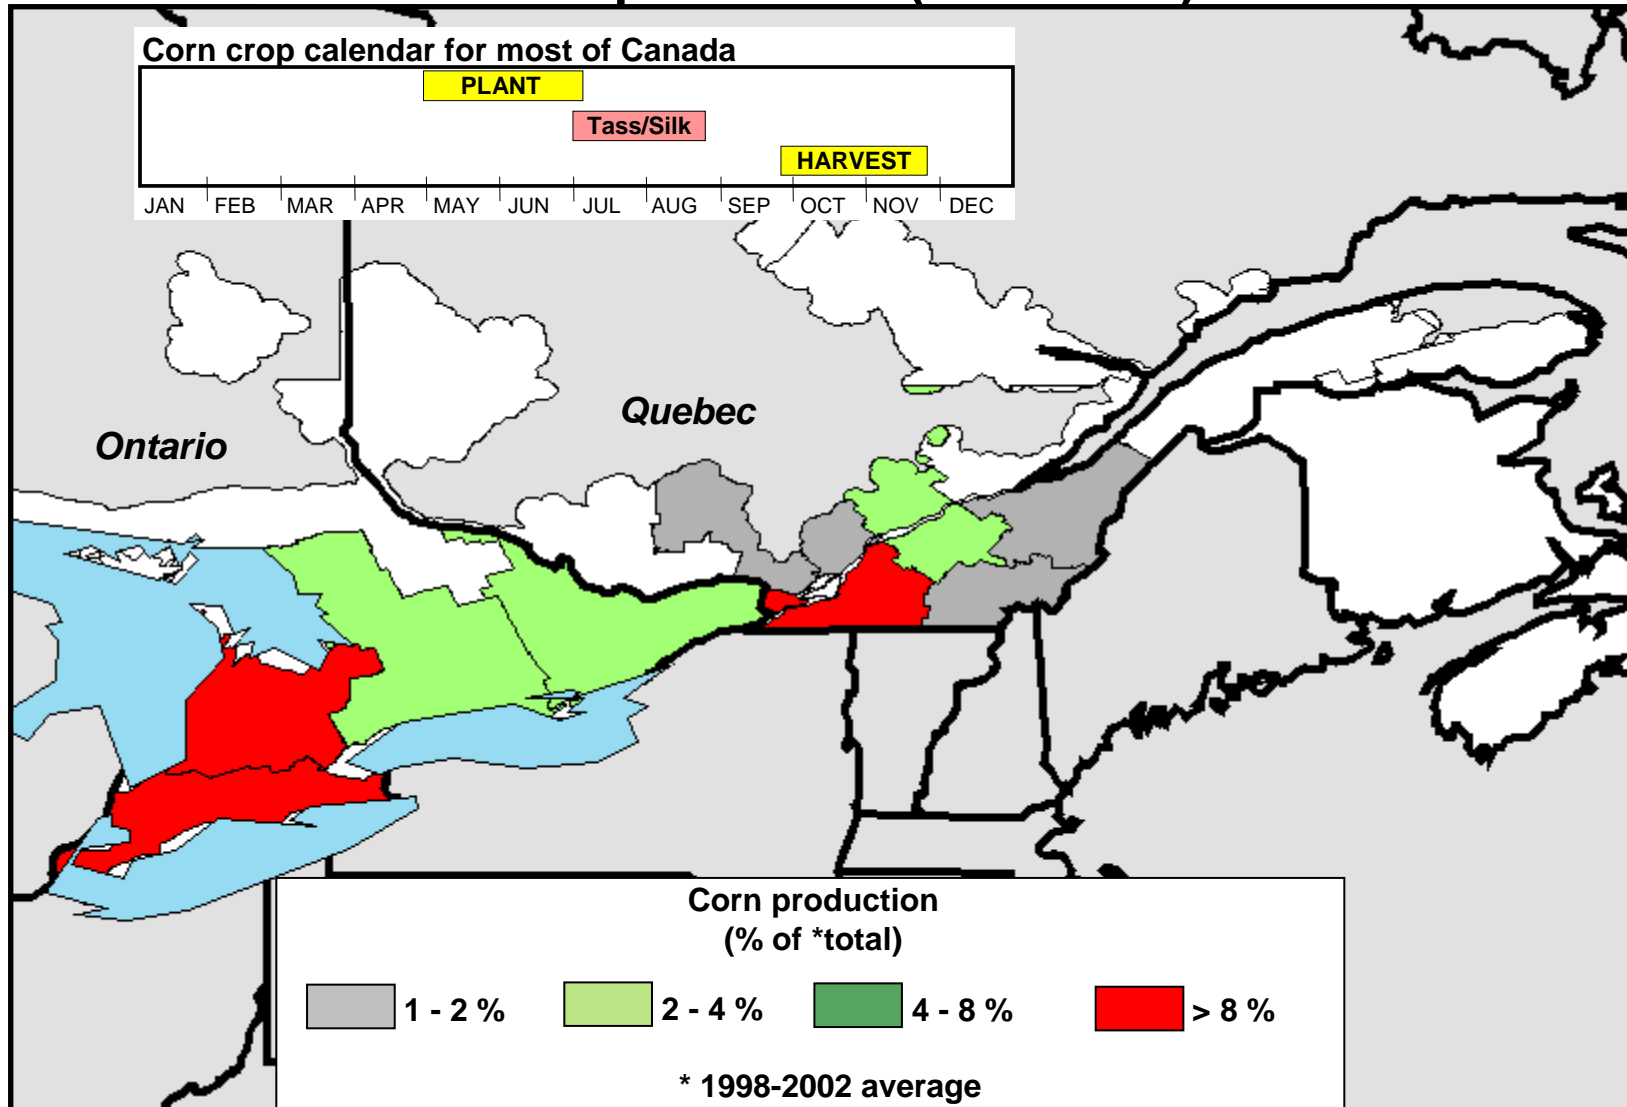 Corn crop calendar for most of Canada
PLANT
Tass/Silk
HARVEST
JAN FEB MAR APR MAY JUN JUL AUG SEP OCT NOV DEC
Quebec
Ontario
Corn production
(% of *total)
1 - 2 % 2 - 4 % 4 - 8 % > 8 %
* 1998-2002 average